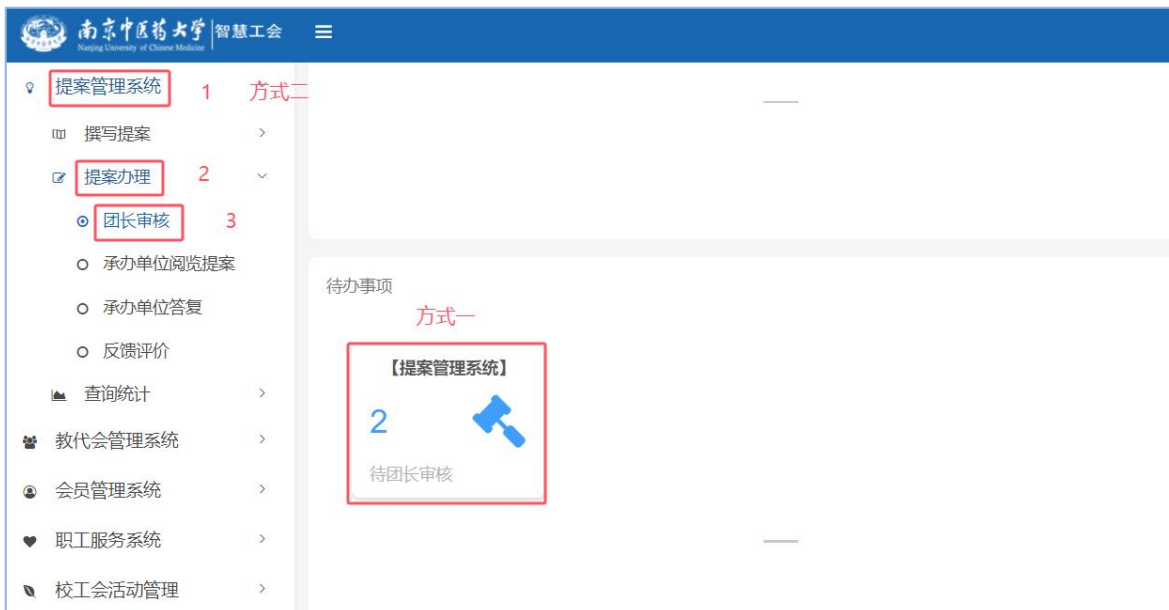 南京中医药大学 智慧工会
Nanjing University of Chinese Medicine
提案管理系统 1 方式二
撰写提案
提案办理 2
团长审核 3
承办单位阅览提案
承办单位答复
反馈评价
查询统计
教代会管理系统
会员管理系统
职工服务系统
校工会活动管理
待办事项
方式一
【提案管理系统】
2
待团长审核